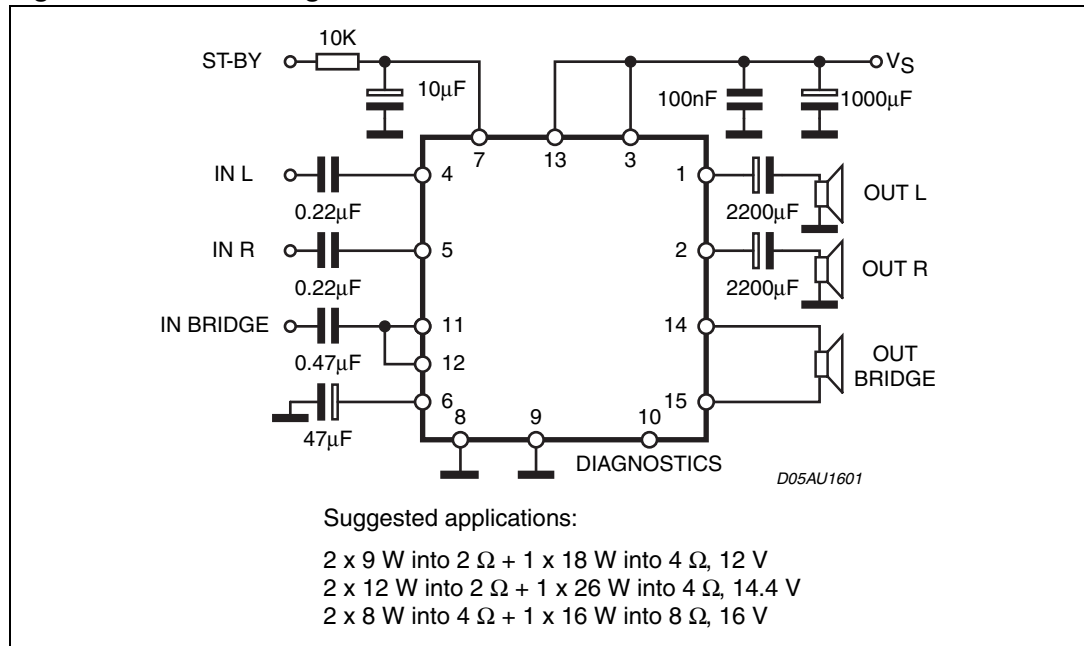 10K
ST-BY
10μF
100nF
1000μF
VS
7
13
3
IN L
0.22μF
4
1
2200μF
OUT L
IN R
0.22μF
5
2
2200μF
OUT R
IN BRIDGE
0.47μF
11
12
14
OUT
BRIDGE
15
47μF
6
8
9
10
DIAGNOSTICS
D05AU1601
Suggested applications:
2 x 9 W into 2 Ω + 1 x 18 W into 4 Ω, 12 V
2 x 12 W into 2 Ω + 1 x 26 W into 4 Ω, 14.4 V
2 x 8 W into 4 Ω + 1 x 16 W into 8 Ω, 16 V